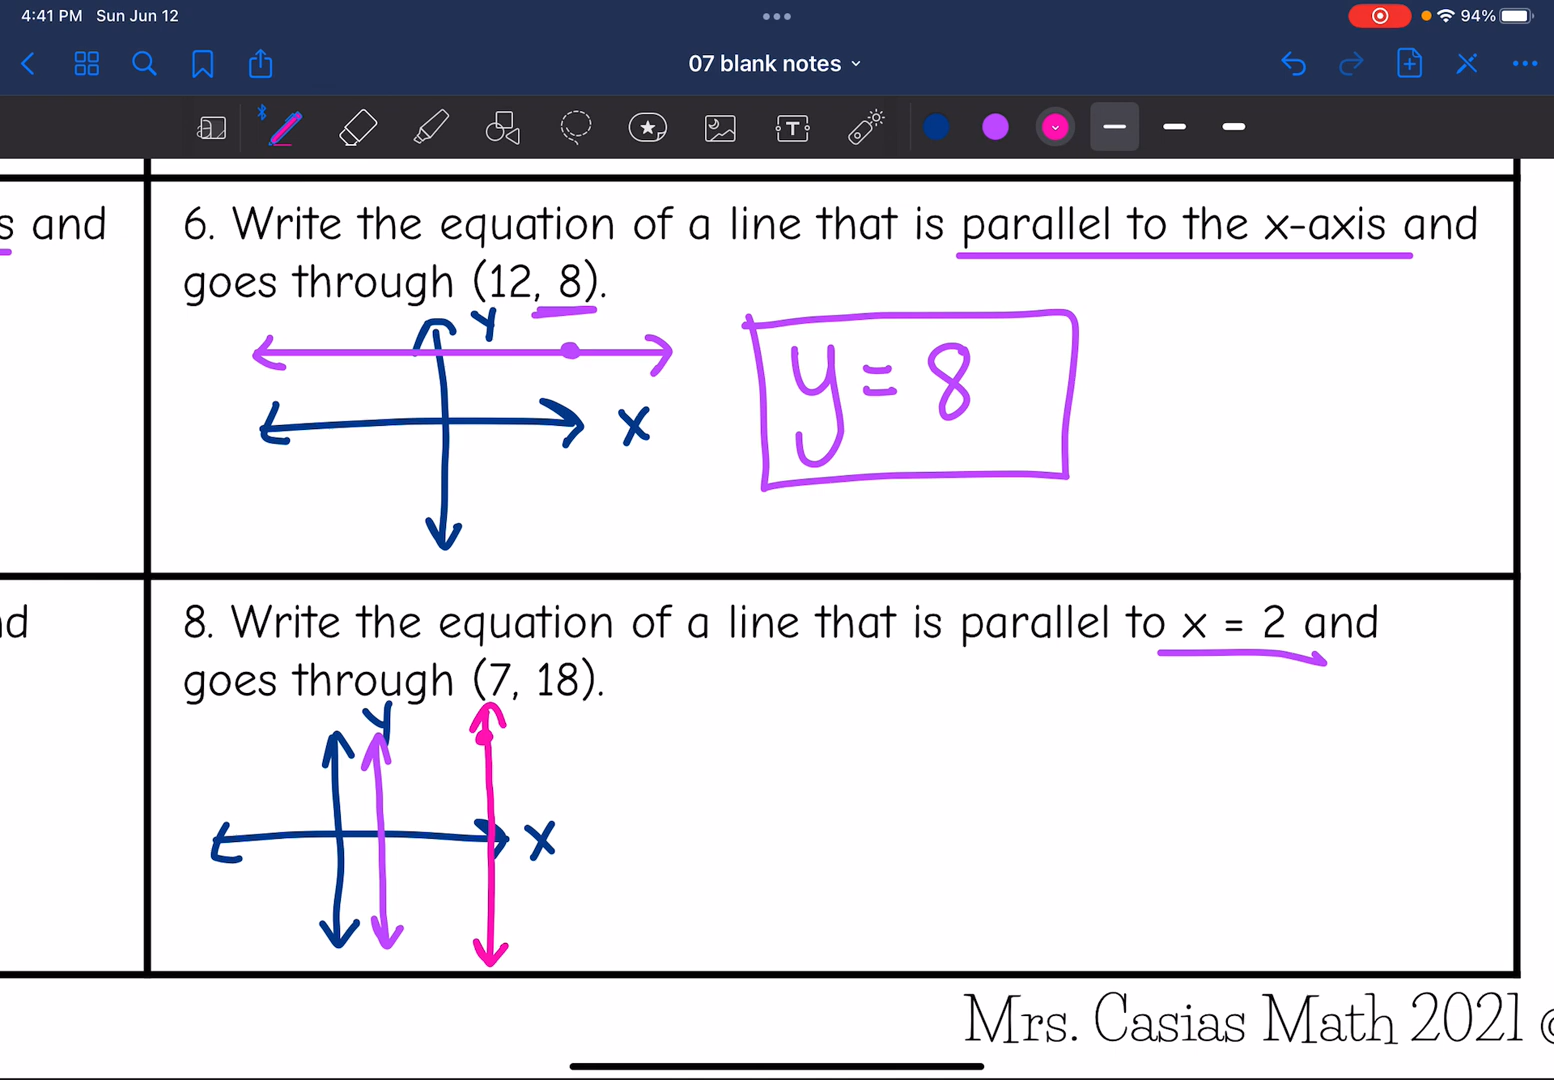 4:41 PM Sun Jun 12
94%
07 blank notes
T
s and
6. Write the equation of a line that is parallel to the x-axis and
goes through (12, 8).
y
x
y = 8
d
8. Write the equation of a line that is parallel to x = 2 and
goes through (7, 18).
y
x
Mrs. Casias Math 2021 ©